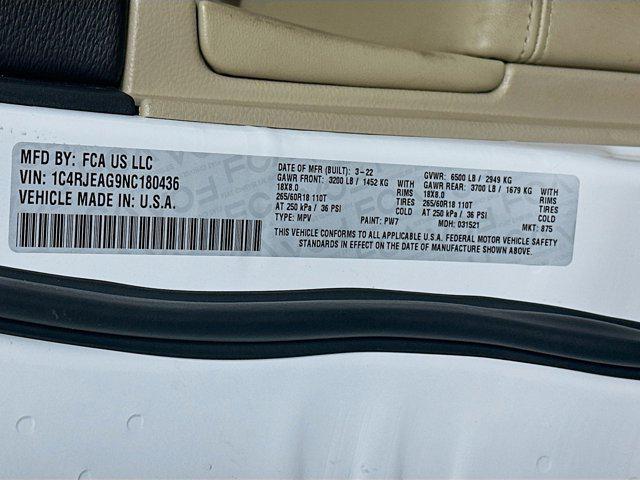 MFD BY: FCA US LLC
VIN: 1C4RJEAG9NC180436
VEHICLE MADE IN: U.S.A.
DATE OF MFR (BUILT): 3-22 GVWR: 6500 LB / 2949 KG
GAWR FRONT: 3200 LB / 1452 KG WITH GAWR REAR: 3700 LB / 1679 KG WITH
18X8.0 RIMS 18X8.0 RIMS
265/60R18 110T TIRES 265/60R18 110T TIRES
AT 250 kPa / 36 PSI AT 250 kPa / 36 PSI
TYPE: MPV PAINT: PW7 MDH: 031521 MKT: 875
THIS VEHICLE CONFORMS TO ALL APPLICABLE U.S.A. FEDERAL MOTOR VEHICLE SAFETY
STANDARDS IN EFFECT ON THE DATE OF MANUFACTURE SHOWN ABOVE.